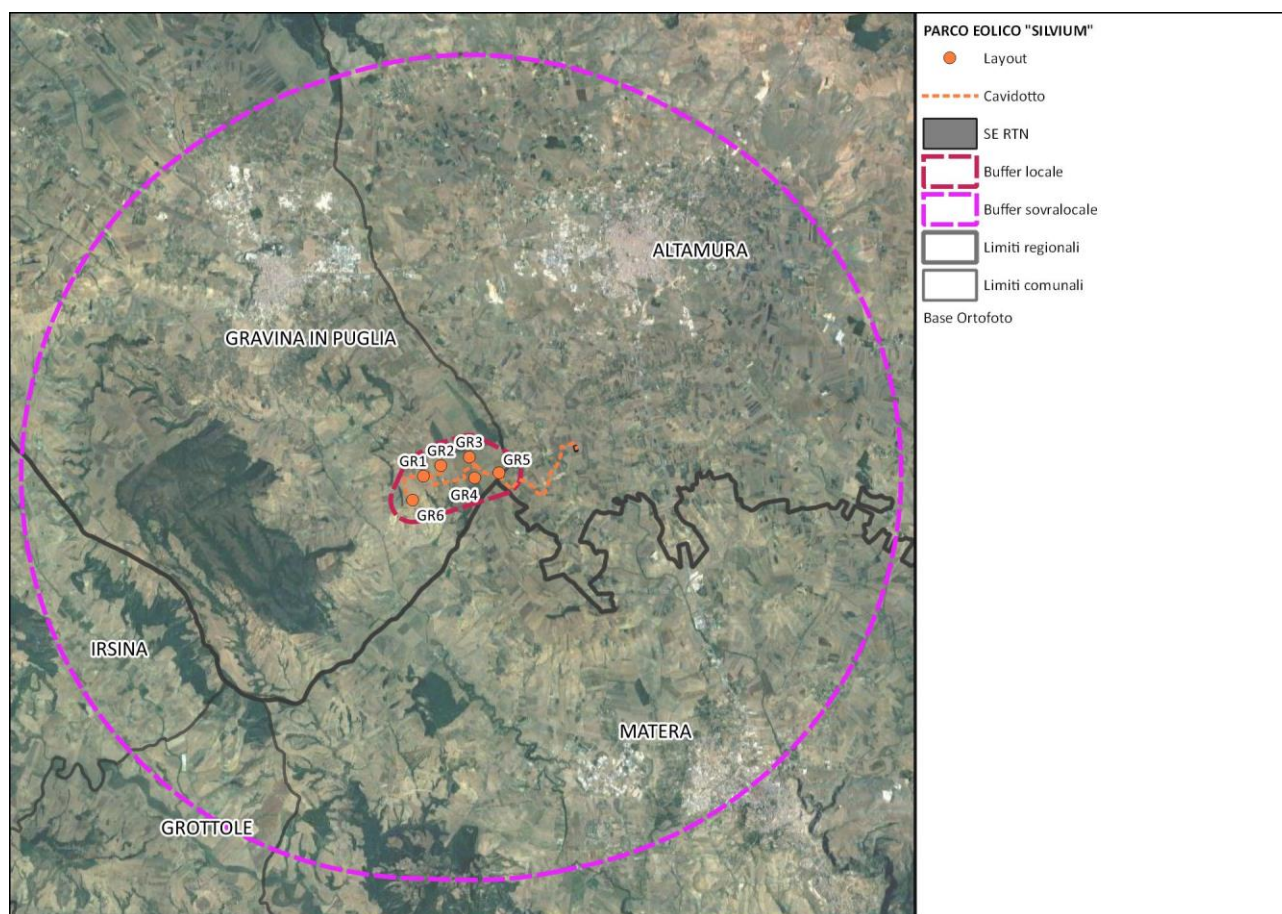 PARCO EOLICO "SILVIUM"
Layout
Cavidotto
SE RTN
Buffer locale
Buffer sovralocale
Limiti regionali
Limiti comunali
Base Ortofoto
ALTAMURA
GRAVINA IN PUGLIA
GR3
GR2
GR1
GR5
GR4
GR6
IRSINA
MATERA
GROTTOLE